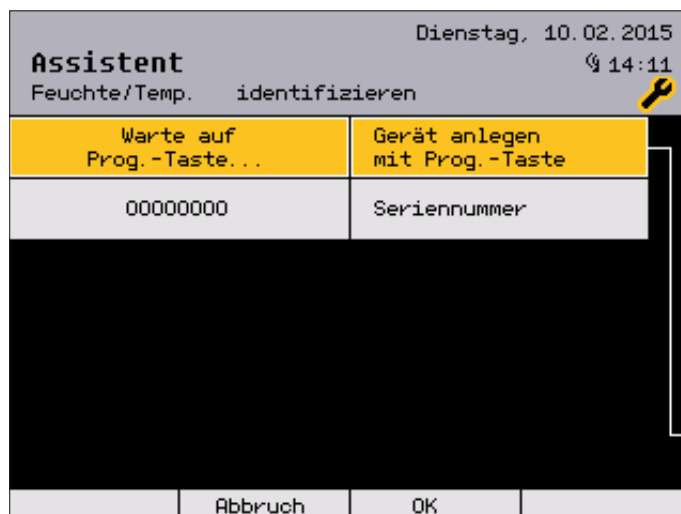 Dienstag, 10.02.2015
Assistent
14:11
Feuchte/Temp. identifizieren
Warte auf
Prog.-Taste...
Gerät anlegen
mit Prog.-Taste
00000000
Seriennummer
Abbruch
OK